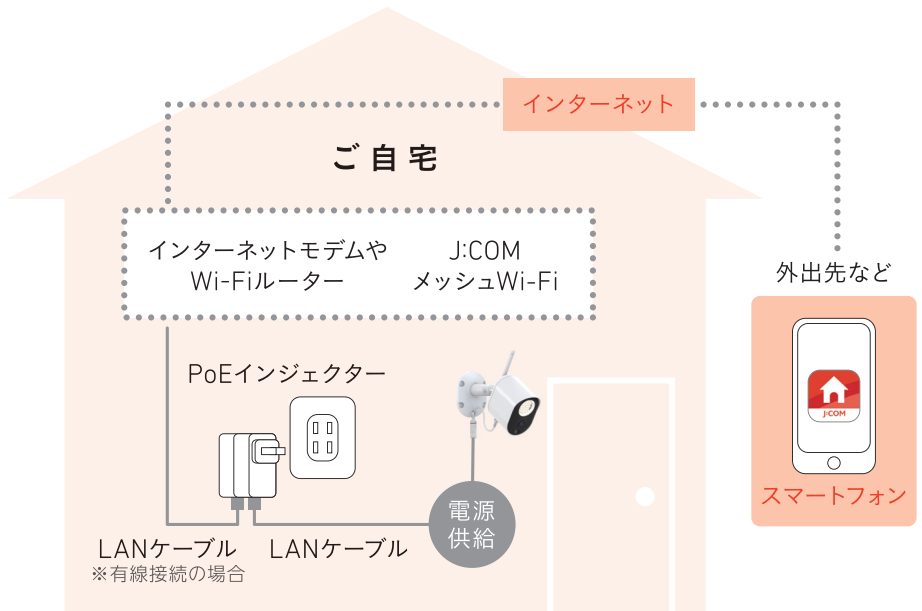 インターネット
ご自宅
インターネットモデムや
Wi-Fiルーター
J:COM
メッシュWi-Fi
外出先など
PoEインジェクター
J:COM
スマートフォン
電源
供給
LANケーブル
※有線接続の場合
LANケーブル